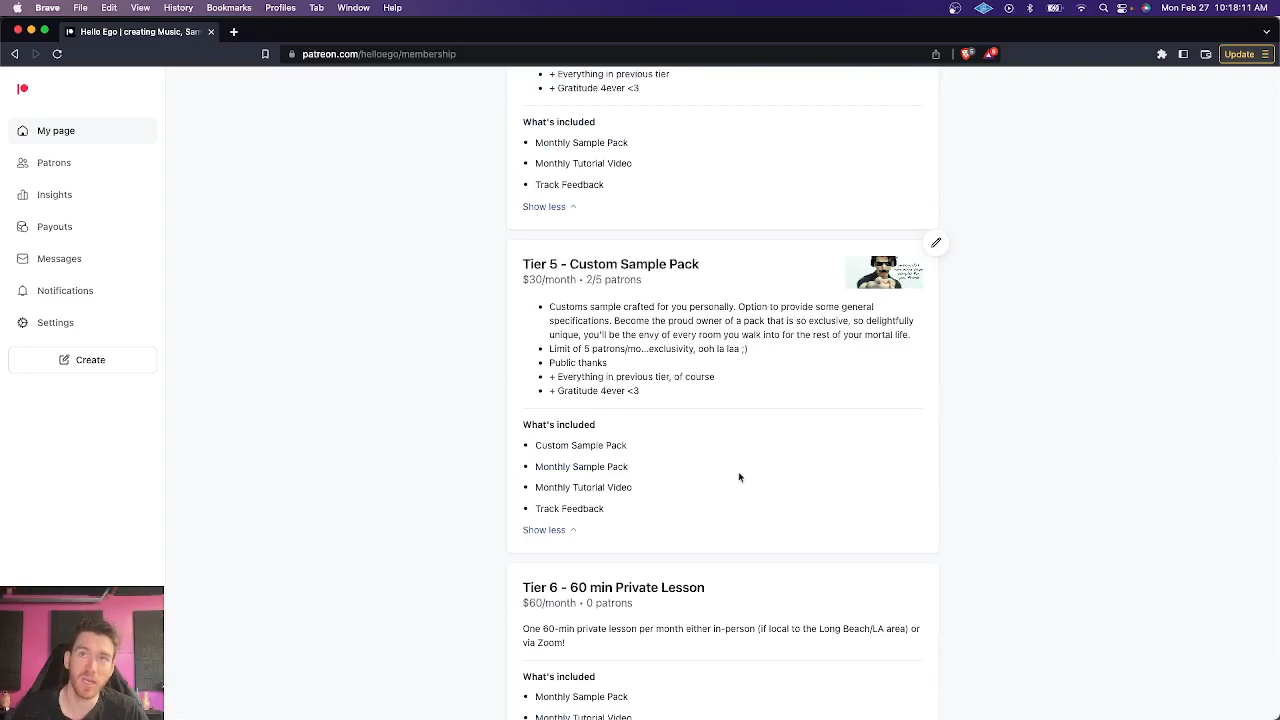 Brave File Edit View History Bookmarks Profiles Tab Window Help Mon Feb 27 10:18:11 AM
Hello Ego | creating Music, Sam
patreon.com/helloego/membership
Update
+ Everything in previous tier
+ Gratitude 4ever <3
My page
What's included
Patrons
Monthly Sample Pack
Monthly Tutorial Video
Insights
Track Feedback
Payouts
Show less
Messages
Notifications
Settings
Create
Tier 5 - Custom Sample Pack
$30/month • 2/5 patrons
Customs sample crafted for you personally. Option to provide some general
specifications. Become the proud owner of a pack that is so exclusive, so delightfully
unique, you'll be the envy of every room you walk into for the rest of your mortal life.
Limit of 5 patrons/mo...exclusivity, ooh la laa ;)
Public thanks
+ Everything in previous tier, of course
+ Gratitude 4ever <3
What's included
Custom Sample Pack
Monthly Sample Pack
Monthly Tutorial Video
Track Feedback
Show less
Tier 6 - 60 min Private Lesson
$60/month • 0 patrons
One 60-min private lesson per month either in-person (if local to the Long Beach/LA area) or
via Zoom!
What's included
Monthly Sample Pack
Monthly Tutorial Video